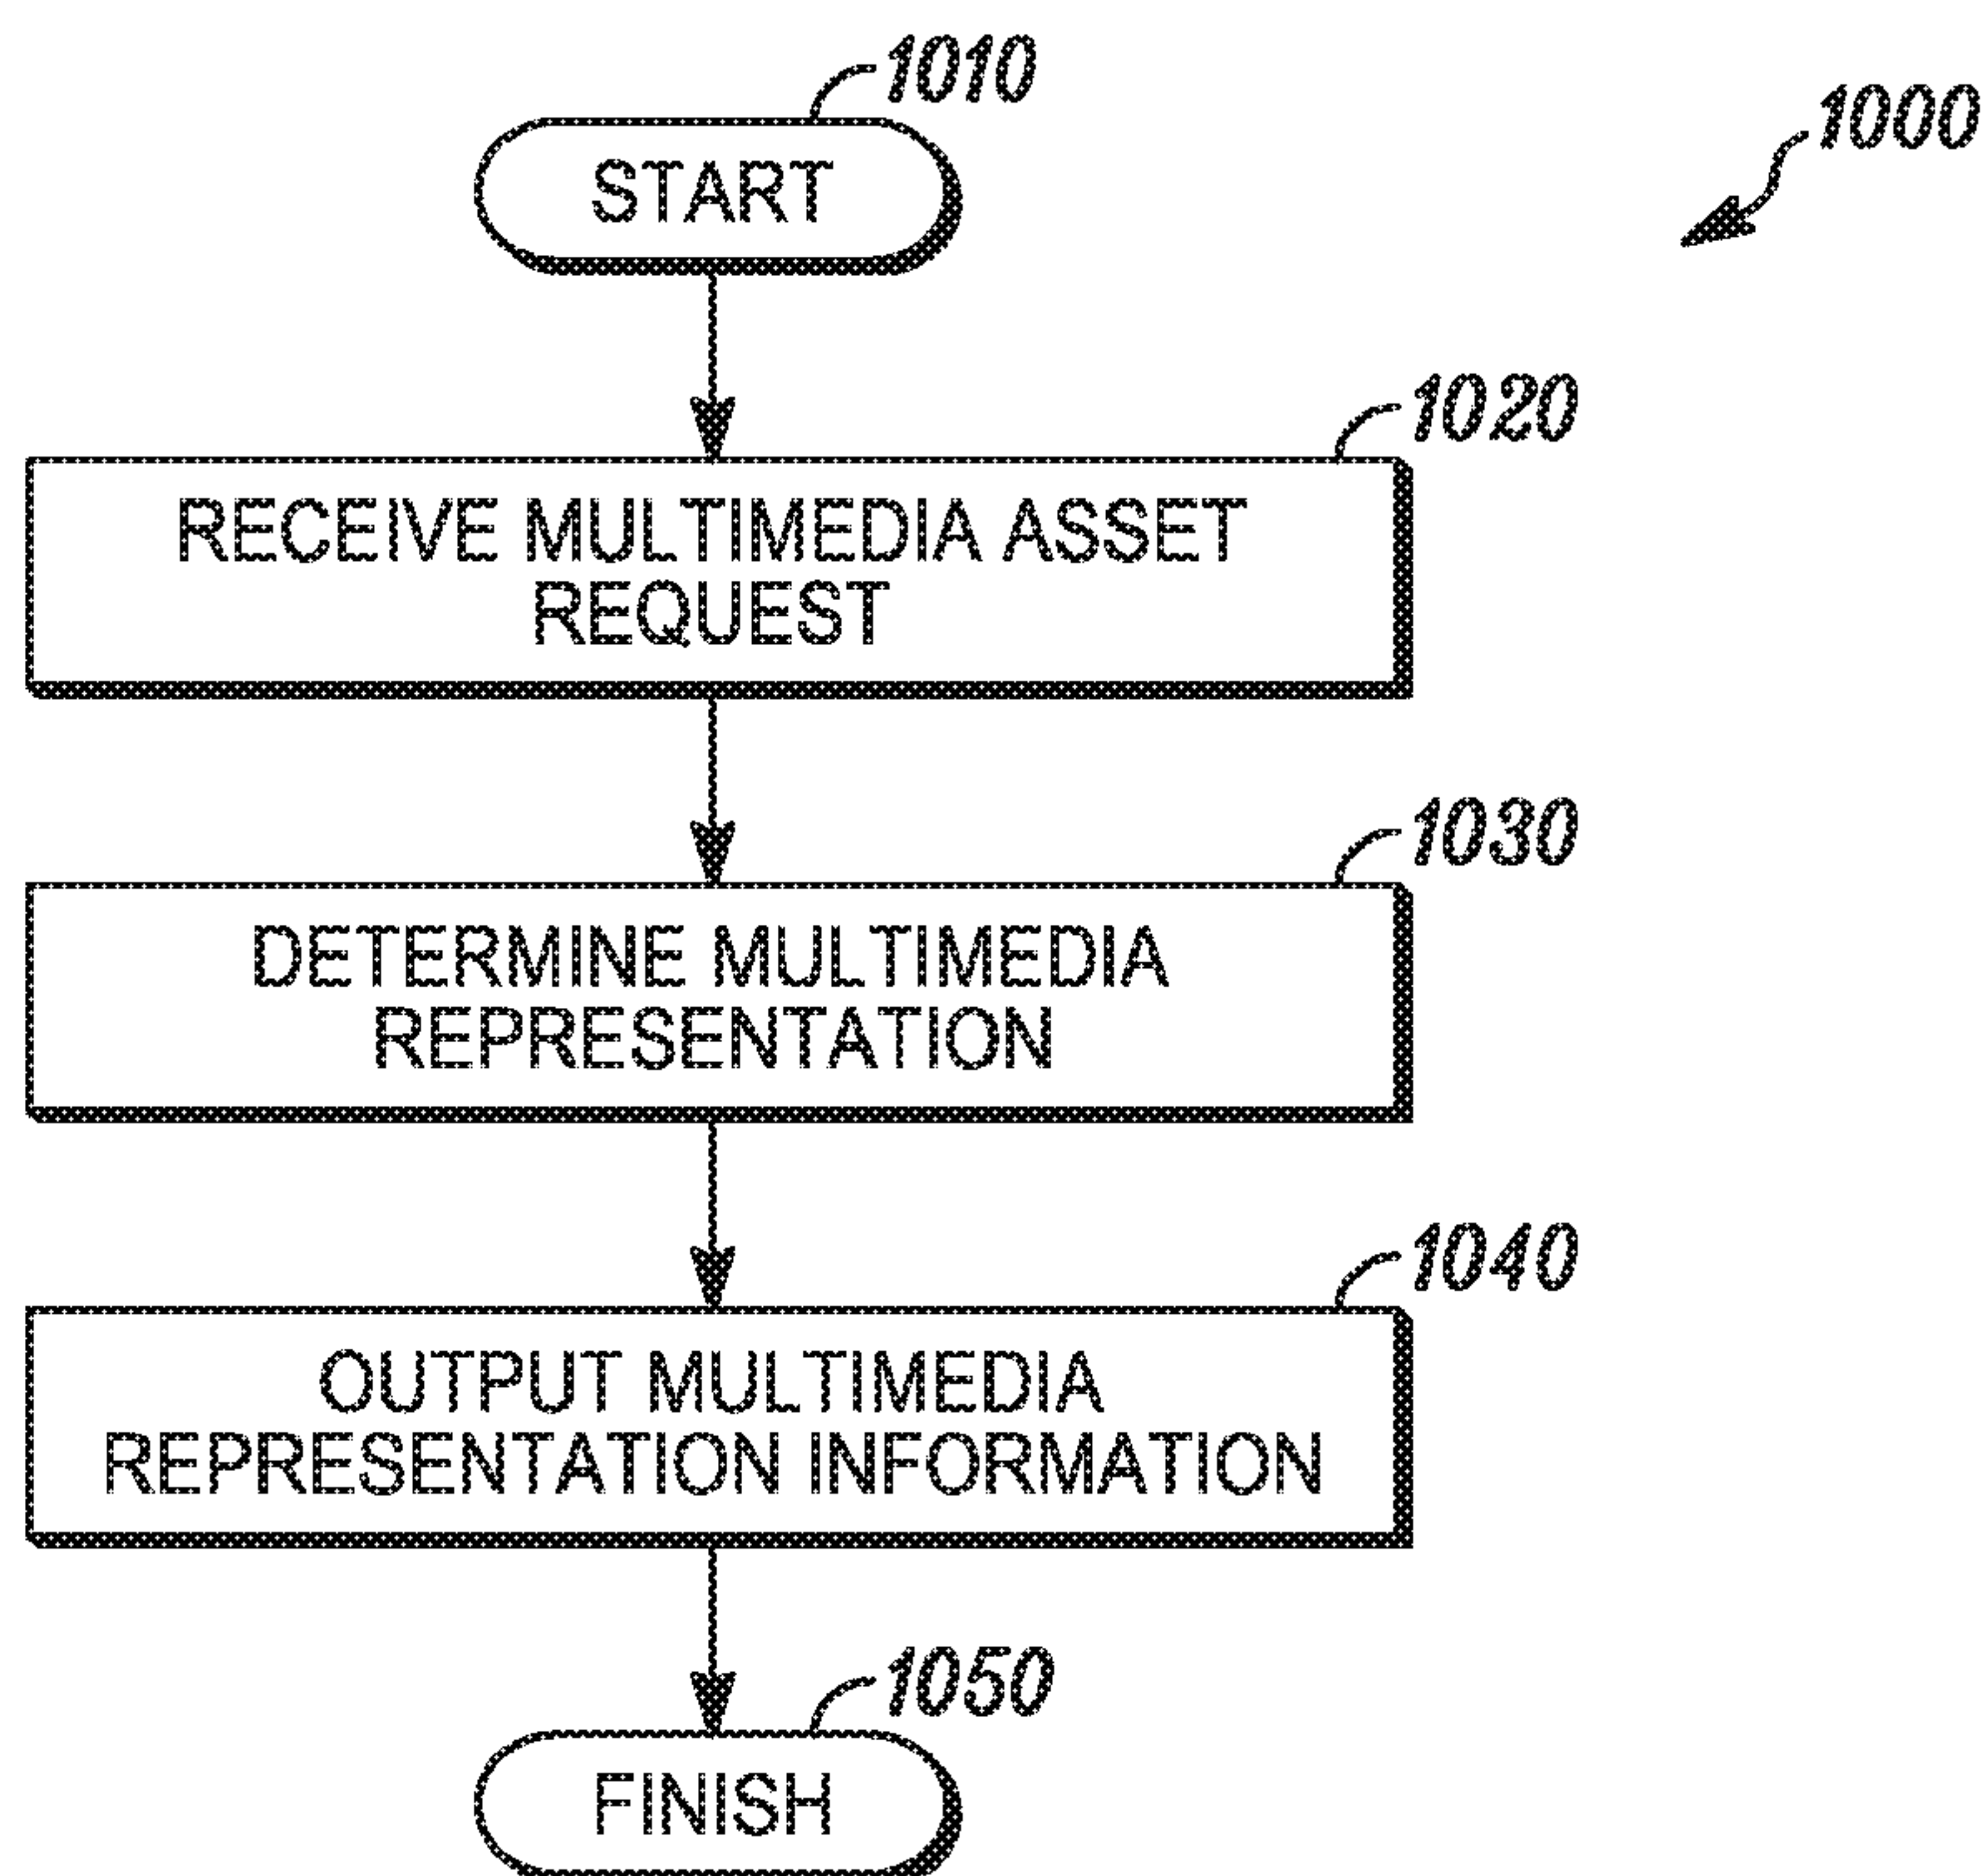 1010
1000
START
1020
RECEIVE MULTIMEDIA ASSET
REQUEST
1030
DETERMINE MULTIMEDIA
REPRESENTATION
1040
OUTPUT MULTIMEDIA
REPRESENTATION INFORMATION
1050
FINISH